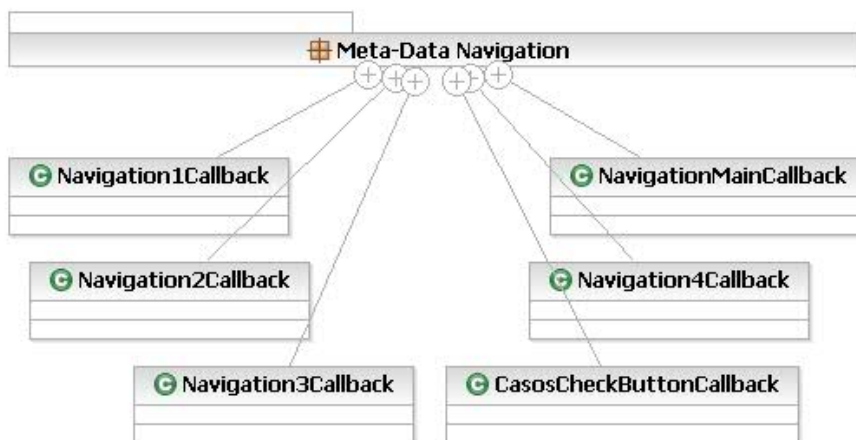 Meta-Data Navigation
Navigation1Callback
NavigationMainCallback
Navigation2Callback
Navigation4Callback
Navigation3Callback
CasosCheckButtonCallback